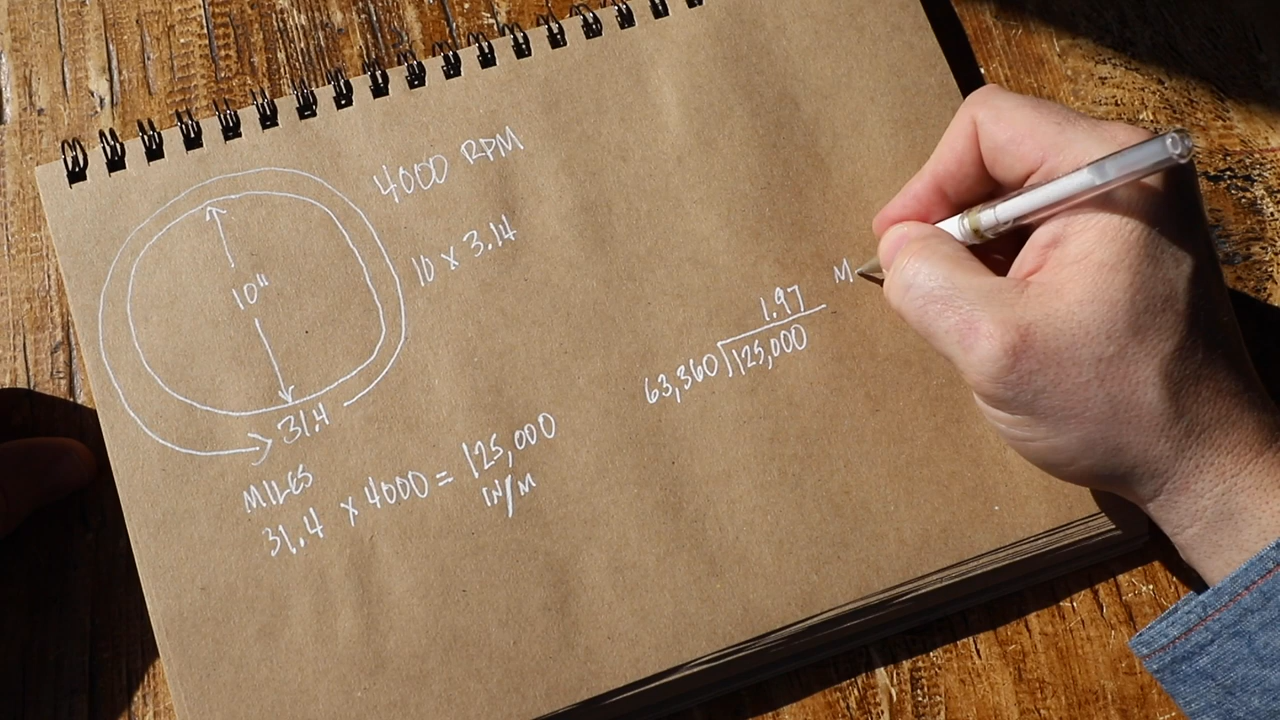 4000 RPM
10"
10 x 3.14
31.4
MILES
31.4 x 4000 = 125,000
IN/M
1.97
63,360 125,000
M